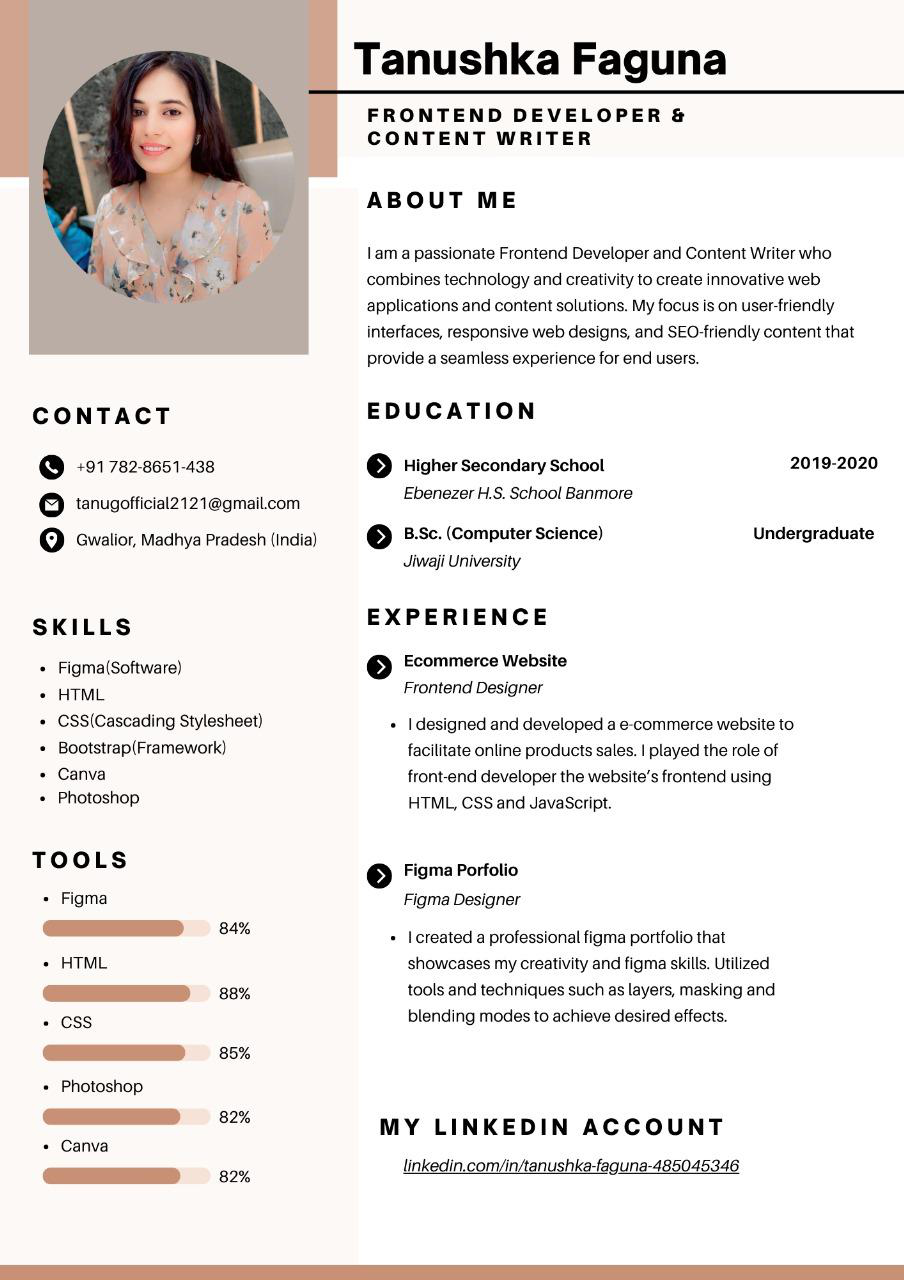 Tanushka Faguna
FRONTEND DEVELOPER &
CONTENT WRITER
ABOUT ME
I am a passionate Frontend Developer and Content Writer who
combines technology and creativity to create innovative web
applications and content solutions. My focus is on user-friendly
interfaces, responsive web designs, and SEO-friendly content that
provide a seamless experience for end users.
CONTACT
+91 782-8651-438
tanugofficial2121@gmail.com
Gwalior, Madhya Pradesh (India)
SKILLS
• Figma(Software)
• HTML
• CSS(Cascading Stylesheet)
• Bootstrap(Framework)
• Canva
• Photoshop
TOOLS
• Figma
84%
• HTML
88%
• CSS
85%
• Photoshop
82%
• Canva
82%
EDUCATION
Higher Secondary School 2019-2020
Ebenezer H.S. School Banmore
B.Sc. (Computer Science) Undergraduate
Jiwaji University
EXPERIENCE
Ecommerce Website
Frontend Designer
• I designed and developed a e-commerce website to
facilitate online products sales. I played the role of
front-end developer the website's frontend using
HTML, CSS and JavaScript.
Figma Porfolio
Figma Designer
• I created a professional figma portfolio that
showcases my creativity and figma skills. Utilized
tools and techniques such as layers, masking and
blending modes to achieve desired effects.
MY LINKEDIN ACCOUNT
linkedin.com/in/tanushka-faguna-485045346